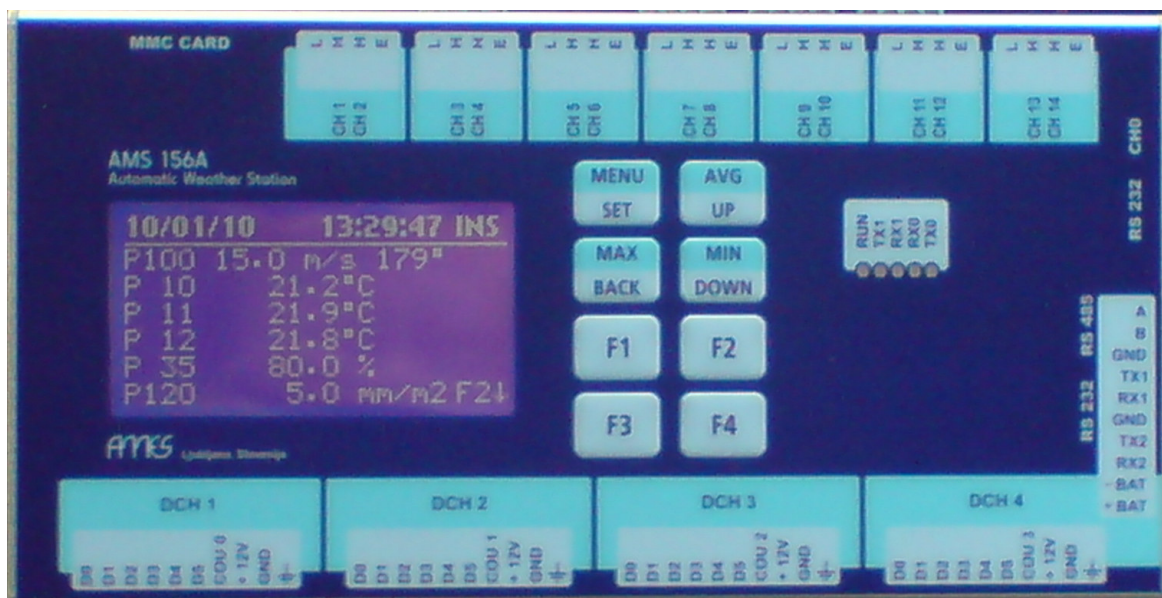 MMC CARD
L H H E L H H E L H H E L H H E L H H E L H H E L H H E
CH 1 CH 3 CH 5 CH 7 CH 9 CH 11 CH 13
CH 2 CH 4 CH 6 CH 8 CH 10 CH 12 CH 14
CH0
RS 232
AMS 156A
Automatic Weather Station
10/01/10 13:29:47 INS
P100 15.0 m/s 179°
P 10 21.2°C
P 11 21.9°C
P 12 21.8°C
P 35 80.0 %
P120 5.0 mm/m2 F2↓
MENU
SET
AVG
UP
MAX
BACK
MIN
DOWN
F1
F2
F3
F4
RUN
TX1
RX1
RX0
TX0
RS 485
RS 232
A
B
GND
TX1
RX1
GND
TX2
RX2
- BAT
+ BAT
AMES Ljubljana, Slovenija
DCH 1
D0 D1 D2 D3 D4 D5 COU 0 + 12V GND
DCH 2
D0 D1 D2 D3 D4 D5 COU 1 + 12V GND
DCH 3
D0 D1 D2 D3 D4 D5 COU 2 + 12V GND
DCH 4
D0 D1 D2 D3 D4 D5 COU 3 + 12V GND